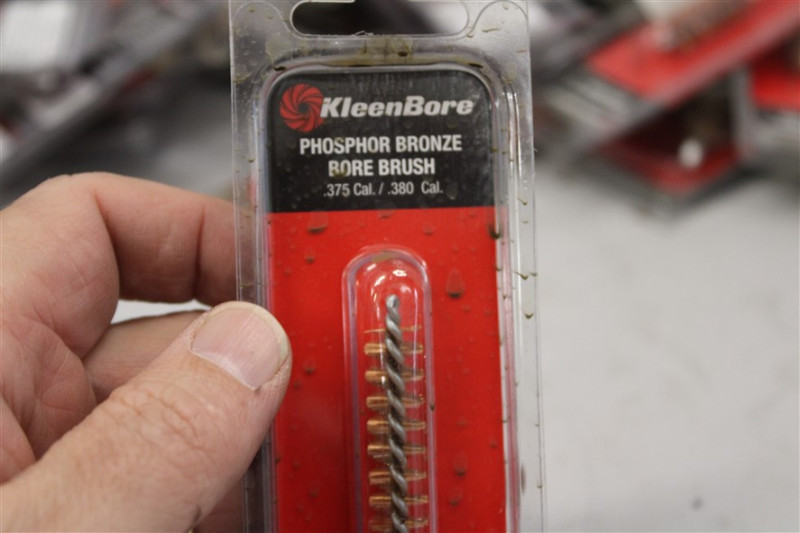 KleenBore
PHOSPHOR BRONZE
BORE BRUSH
.375 Cal. / .380 Cal.